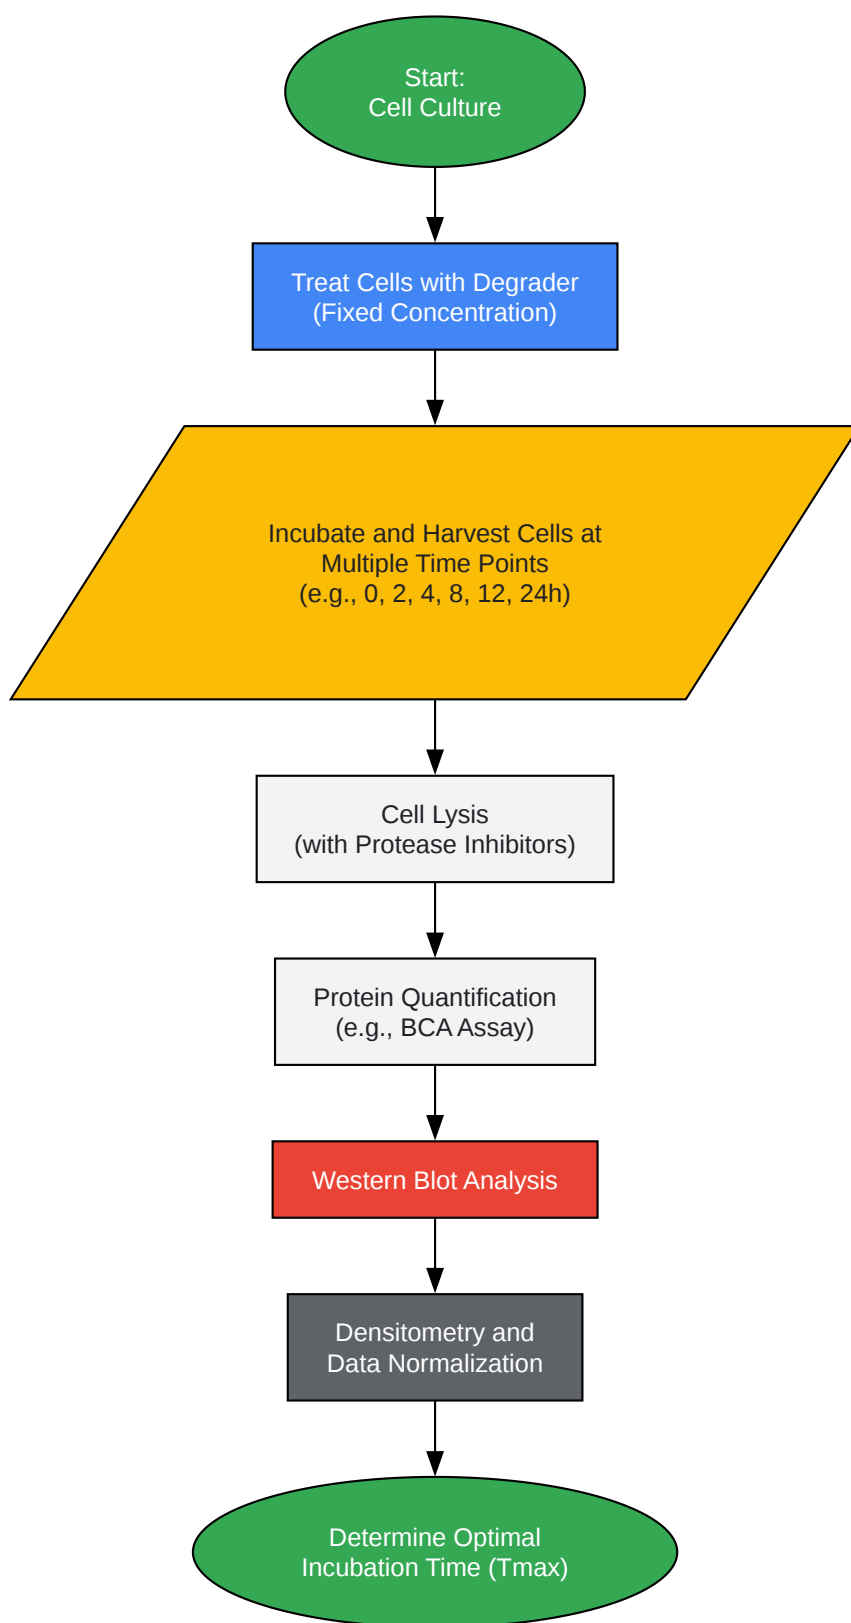 Start:
Cell Culture
Treat Cells with Degrader
(Fixed Concentration)
Incubate and Harvest Cells at
Multiple Time Points
(e.g., 0, 2, 4, 8, 12, 24h)
Cell Lysis
(with Protease Inhibitors)
Protein Quantification
(e.g., BCA Assay)
Western Blot Analysis
Densitometry and
Data Normalization
Determine Optimal
Incubation Time (Tmax)